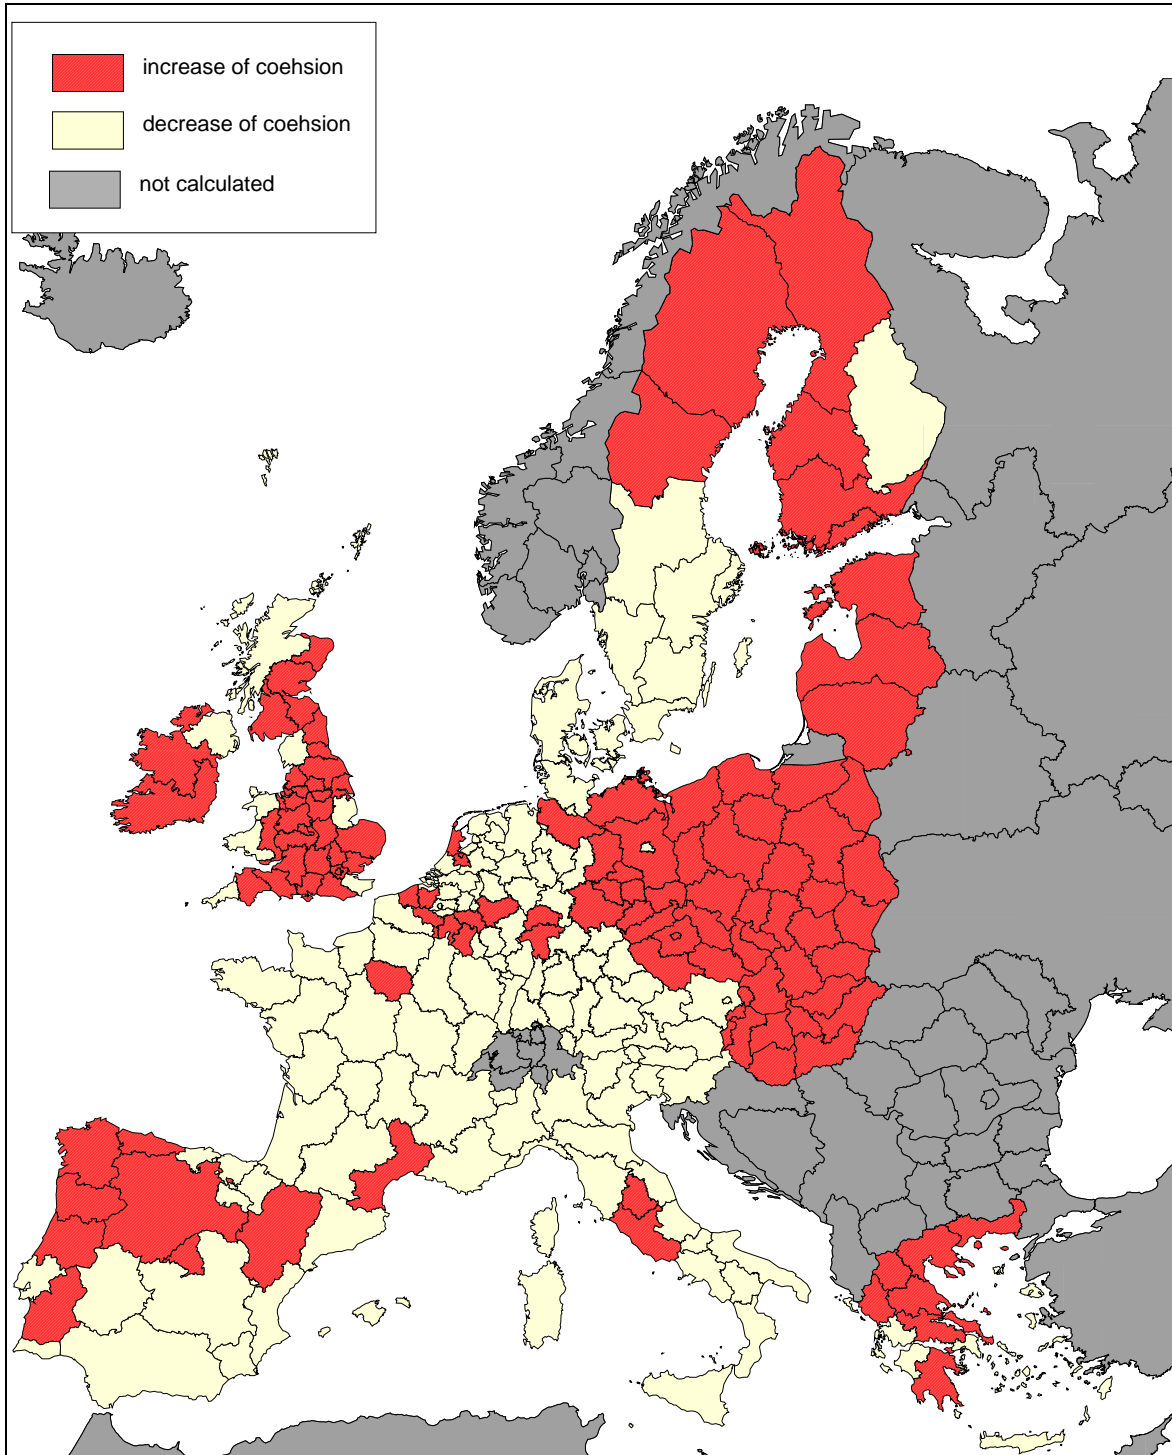 increase of coehsion
decrease of coehsion
not calculated